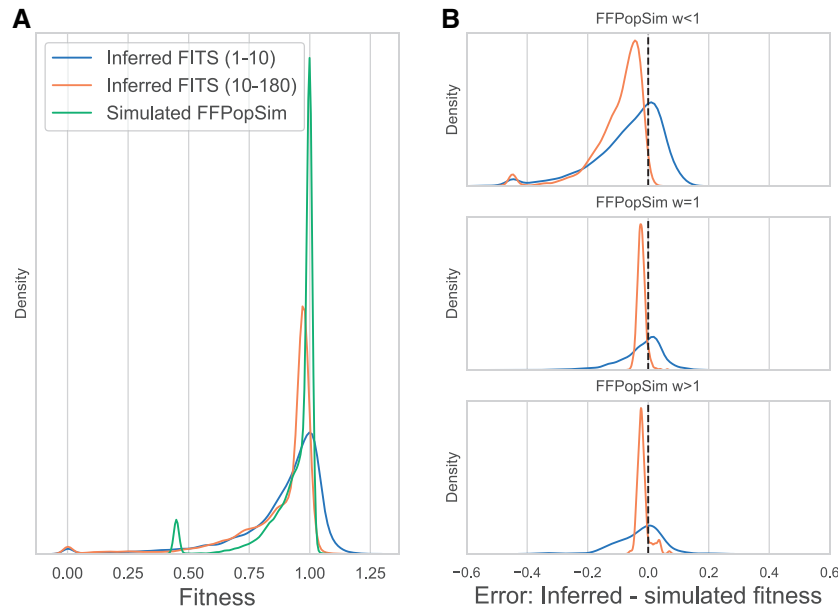 A
Inferred FITS (1-10)
Inferred FITS (10-180)
Simulated FFPopSim
Density
0.00 0.25 0.50 0.75 1.00 1.25
Fitness
B
FFPopSim w<1
Density
FFPopSim w=1
Density
FFPopSim w>1
Density
−0.6 −0.4 −0.2 0.0 0.2 0.4 0.6
Error: Inferred - simulated fitness